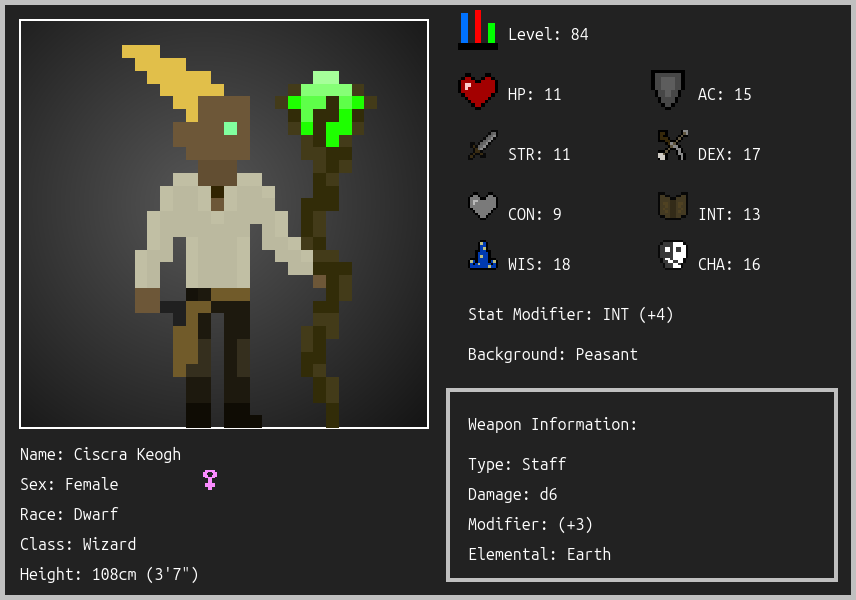 Level: 84
HP: 11
AC: 15
STR: 11
DEX: 17
CON: 9
INT: 13
WIS: 18
CHA: 16
Stat Modifier: INT (+4)
Background: Peasant
Weapon Information:
Type: Staff
Damage: d6
Modifier: (+3)
Elemental: Earth
Name: Ciscra Keogh
Sex: Female
Race: Dwarf
Class: Wizard
Height: 108cm (3'7")